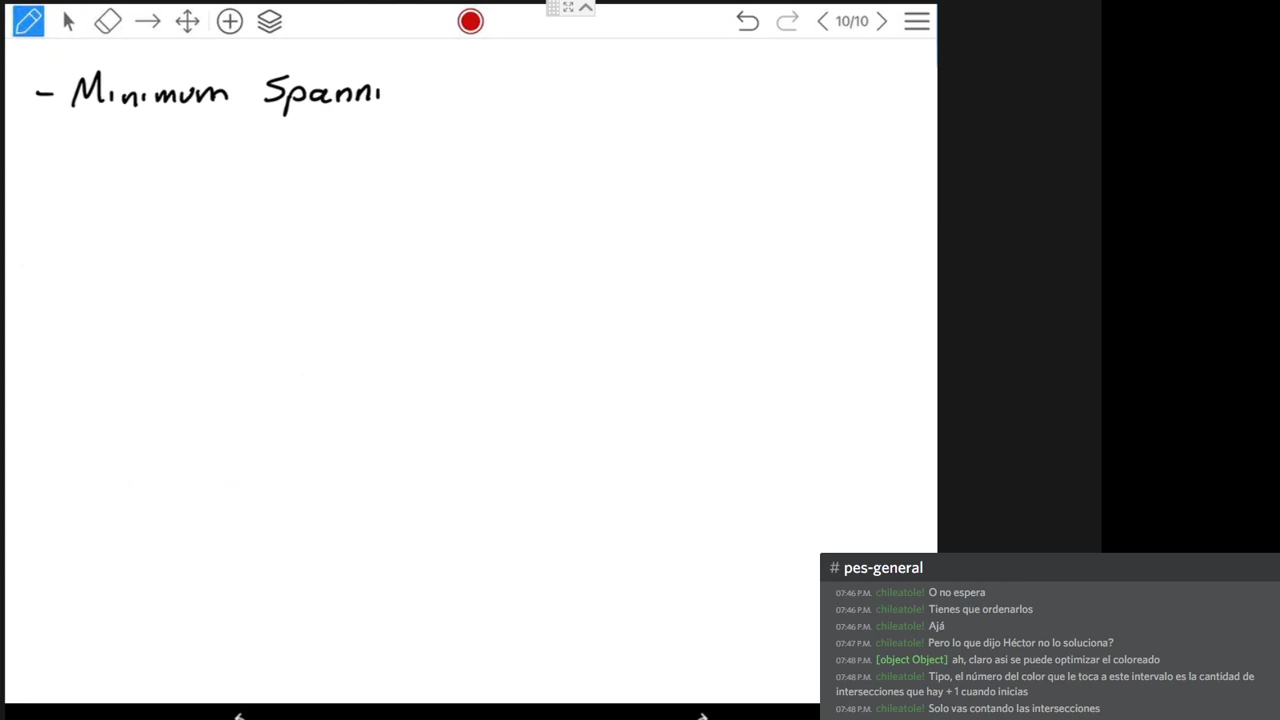 10/10
- Minimum Spanni
# pes-general
07:46 P.M. chileatole! O no espera
07:46 P.M. chileatole! Tienes que ordenarlos
07:46 P.M. chileatole! Ajá
07:47 P.M. chileatole! Pero lo que dijo Héctor no lo soluciona?
07:48 P.M. [object Object] ah, claro asi se puede optimizar el coloreado
07:48 P.M. chileatole! Tipo, el número del color que le toca a este intervalo es la cantidad de
intersecciones que hay + 1 cuando inicias
07:48 P.M. chileatole! Solo vas contando las intersecciones